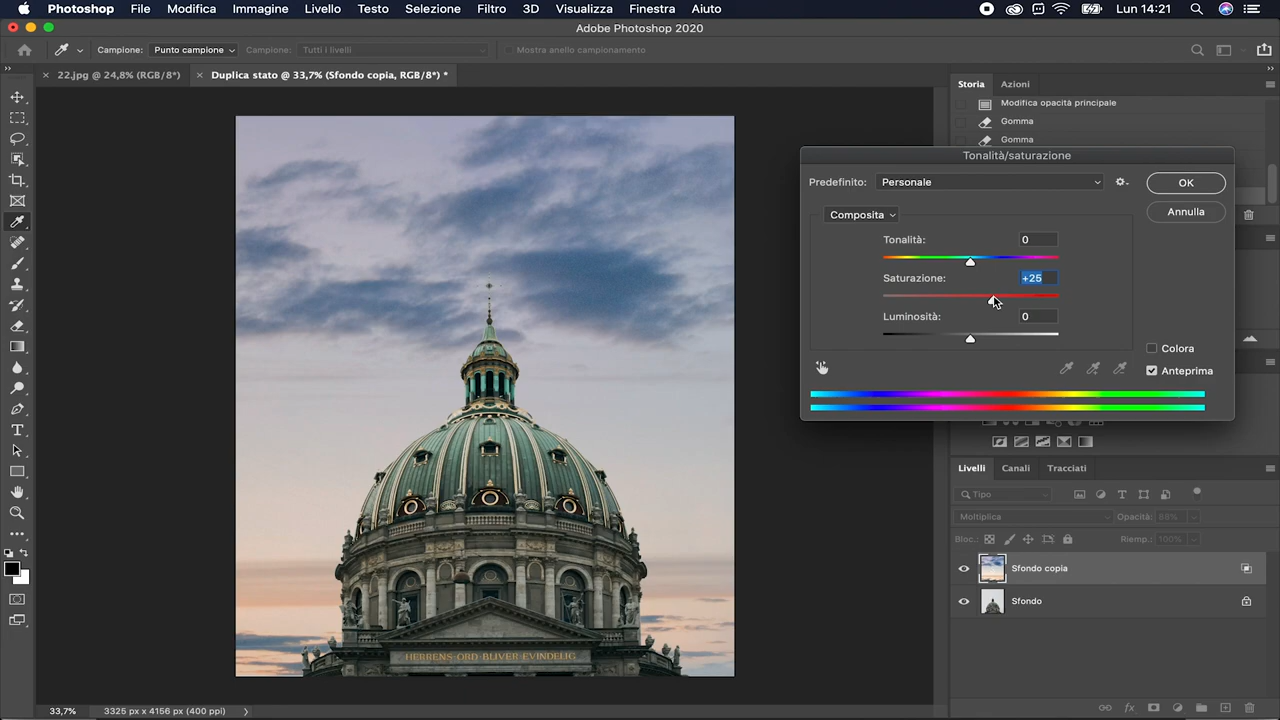 Photoshop File Modifica Immagine Livello Testo Selezione Filtro 3D Visualizza Finestra Aiuto Lun 14:21
Adobe Photoshop 2020
Campione: Punto campione Campione: Tutti i livelli Mostra anello campionamento
22.jpg @ 24,8% (RGB/8*) Duplica stato @ 33,7% (Sfondo copia, RGB/8*) *
Storia Azioni
Modifica opacità principale
Gomma
Gomma
Tonalità/saturazione
Predefinito: Personale OK
Annulla
Composita
Tonalità: 0
Saturazione: +25
Luminosità: 0
Colora
Anteprima
Livelli Canali Tracciati
Tipo
Moltiplica Opacità: 88%
Bloc.: Riemp.: 100%
Sfondo copia
Sfondo
HERRENS·ORD·BLIVER·EVINDELIG
33,7% 3325 px x 4156 px (400 ppi)